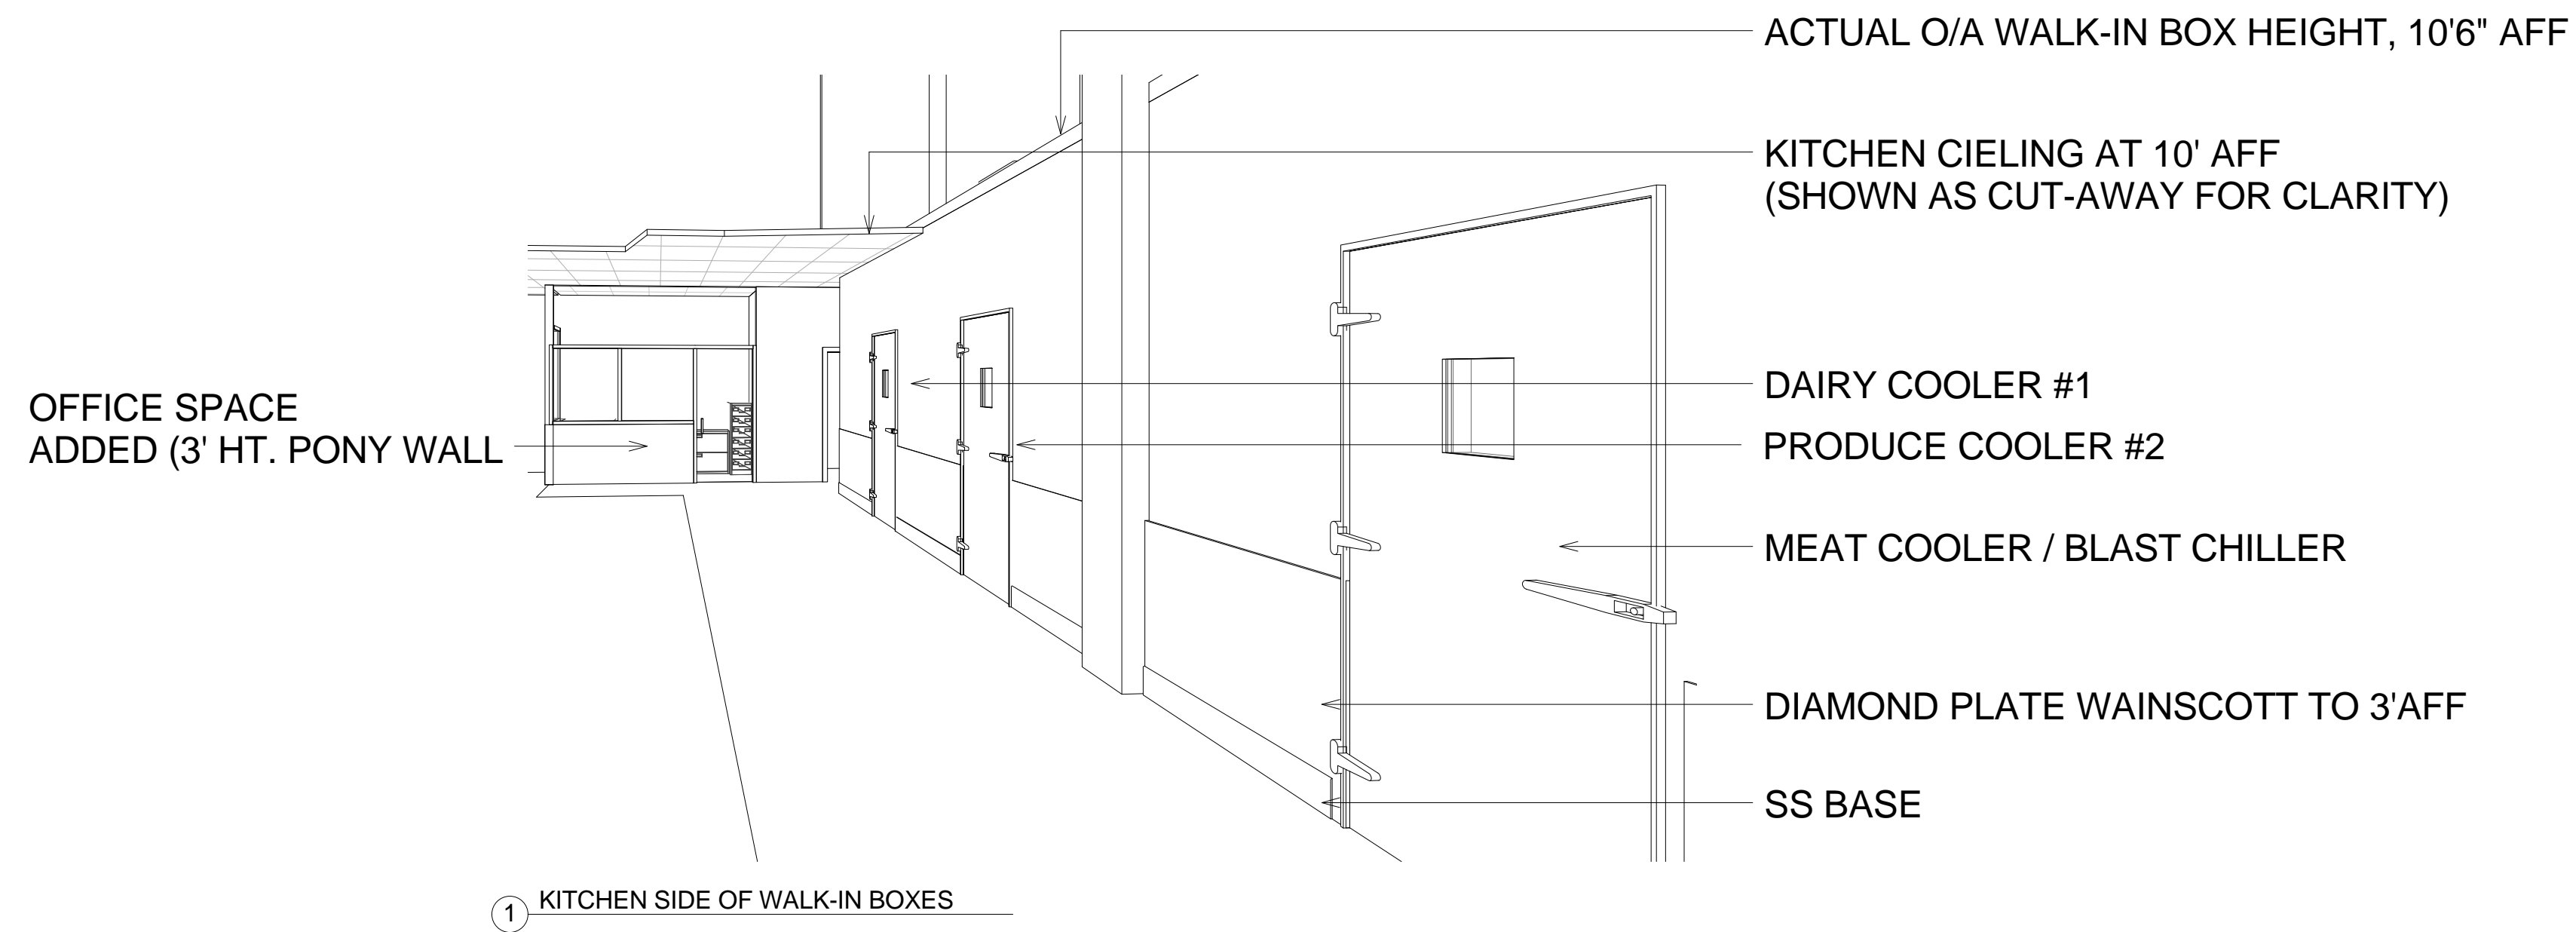 ACTUAL O/A WALK-IN BOX HEIGHT, 10'6" AFF
KITCHEN CIELING AT 10' AFF
(SHOWN AS CUT-AWAY FOR CLARITY)
DAIRY COOLER #1
OFFICE SPACE
ADDED (3' HT. PONY WALL
PRODUCE COOLER #2
MEAT COOLER / BLAST CHILLER
DIAMOND PLATE WAINSCOTT TO 3'AFF
SS BASE
1 KITCHEN SIDE OF WALK-IN BOXES